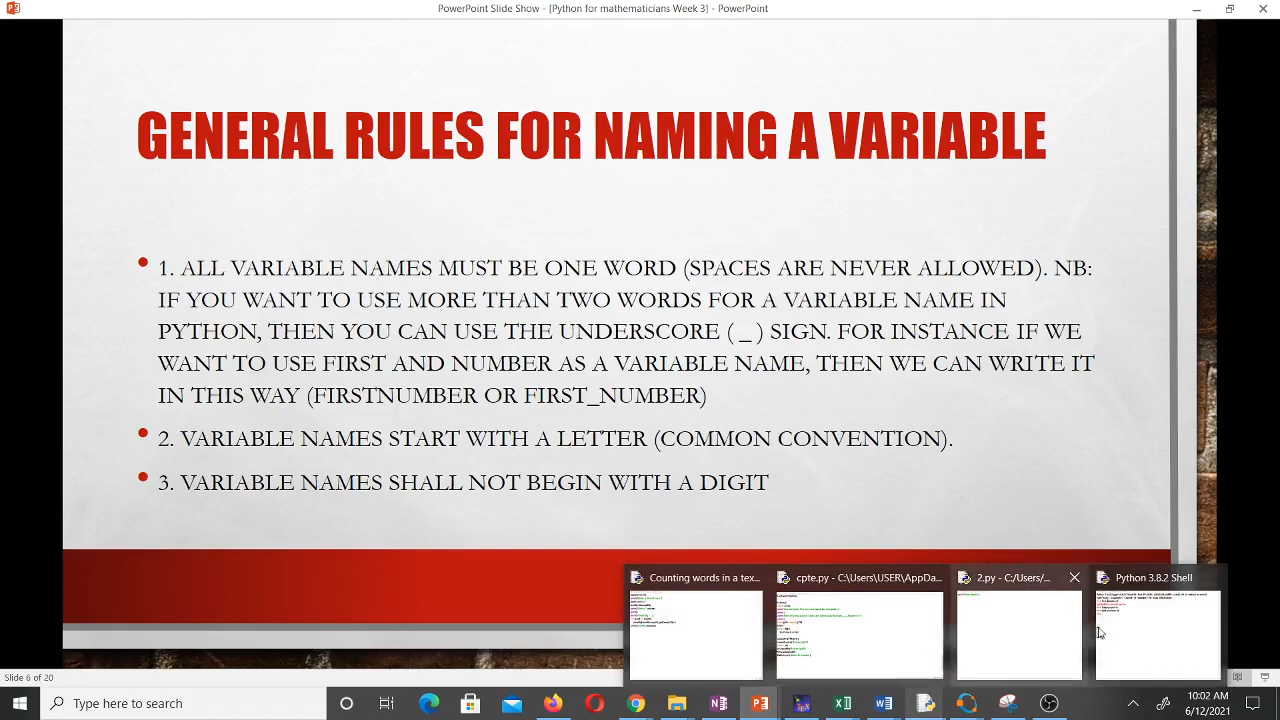 PowerPoint Slide Show - [Python for mathematicians Week 3] - PowerPoint
GENERAL RULES FOR NAMING A VARIABLE
• 1. ALL VARIABLE NAMES MUST BE ONE WORD (SPACES ARE NEVER ALLOWED). NB:
IF YOU WANT TO USE MORE THAN TWO WORDS FOR A VARIABLE NAME IN
PYTHON, THEN YOU CAN USE THE UNDERSCORE ( _ ) SIGN. FOR INSTANCE IF WE
WANT TO USE FIRST AND NUMBER AS A VARIABLE NAME, THEN WE CAN WRITE IT
IN THIS WAY (FIRSTNUMBER OR FIRST_NUMBER)
• 2. VARIABLE NAMES START WITH A LETTER (COMMON CONVENTION).
• 3. VARIABLE NAMES SHALL NOT BEGIN WITH A DIGIT
Counting words in a tex...
cpte.py - C:\Users\USER\AppDa...
2.py - C:/Users/...
Python 3.8.2 Shell
Slide 6 of 20
Type here to search
10:02 AM
6/12/2021